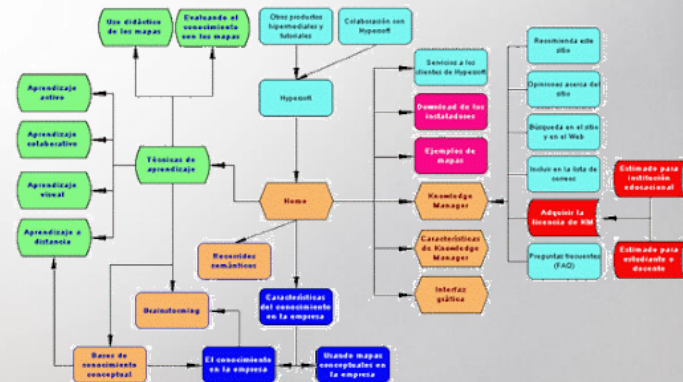 Uso didáctico
de los mapas
Evaluando el
conocimiento
con los mapas
Otros productos
hipermediales y
tutoriales
Colaboración con
Hypersoft
Recomienda este
sitio
Aprendizaje
activo
Hypersoft
Servicios a los
clientes de Hypersoft
Opiniones acerca del
sitio
Download de los
instaladores
Aprendizaje
colaborativo
Búsqueda en el sitio
y en el Web
Técnicas de
aprendizaje
Ejemplos de
mapas
Incluir en la lista de
correos
Estimado para
institución
educacional
Aprendizaje
visual
Home
Knowledge
Manager
Adquirir la
licencia de KM
Aprendizaje a
distancia
Características
de Knowledge
Manager
Preguntas frecuentes
(FAQ)
Estimado para
estudiante o
docente
Recorridos
semánticos
Interfaz
gráfica
Brainstorming
Características
del conocimiento
en la empresa
Bases de
conocimiento
conceptual
El conocimiento
en la empresa
Usando mapas
conceptuales en
la empresa